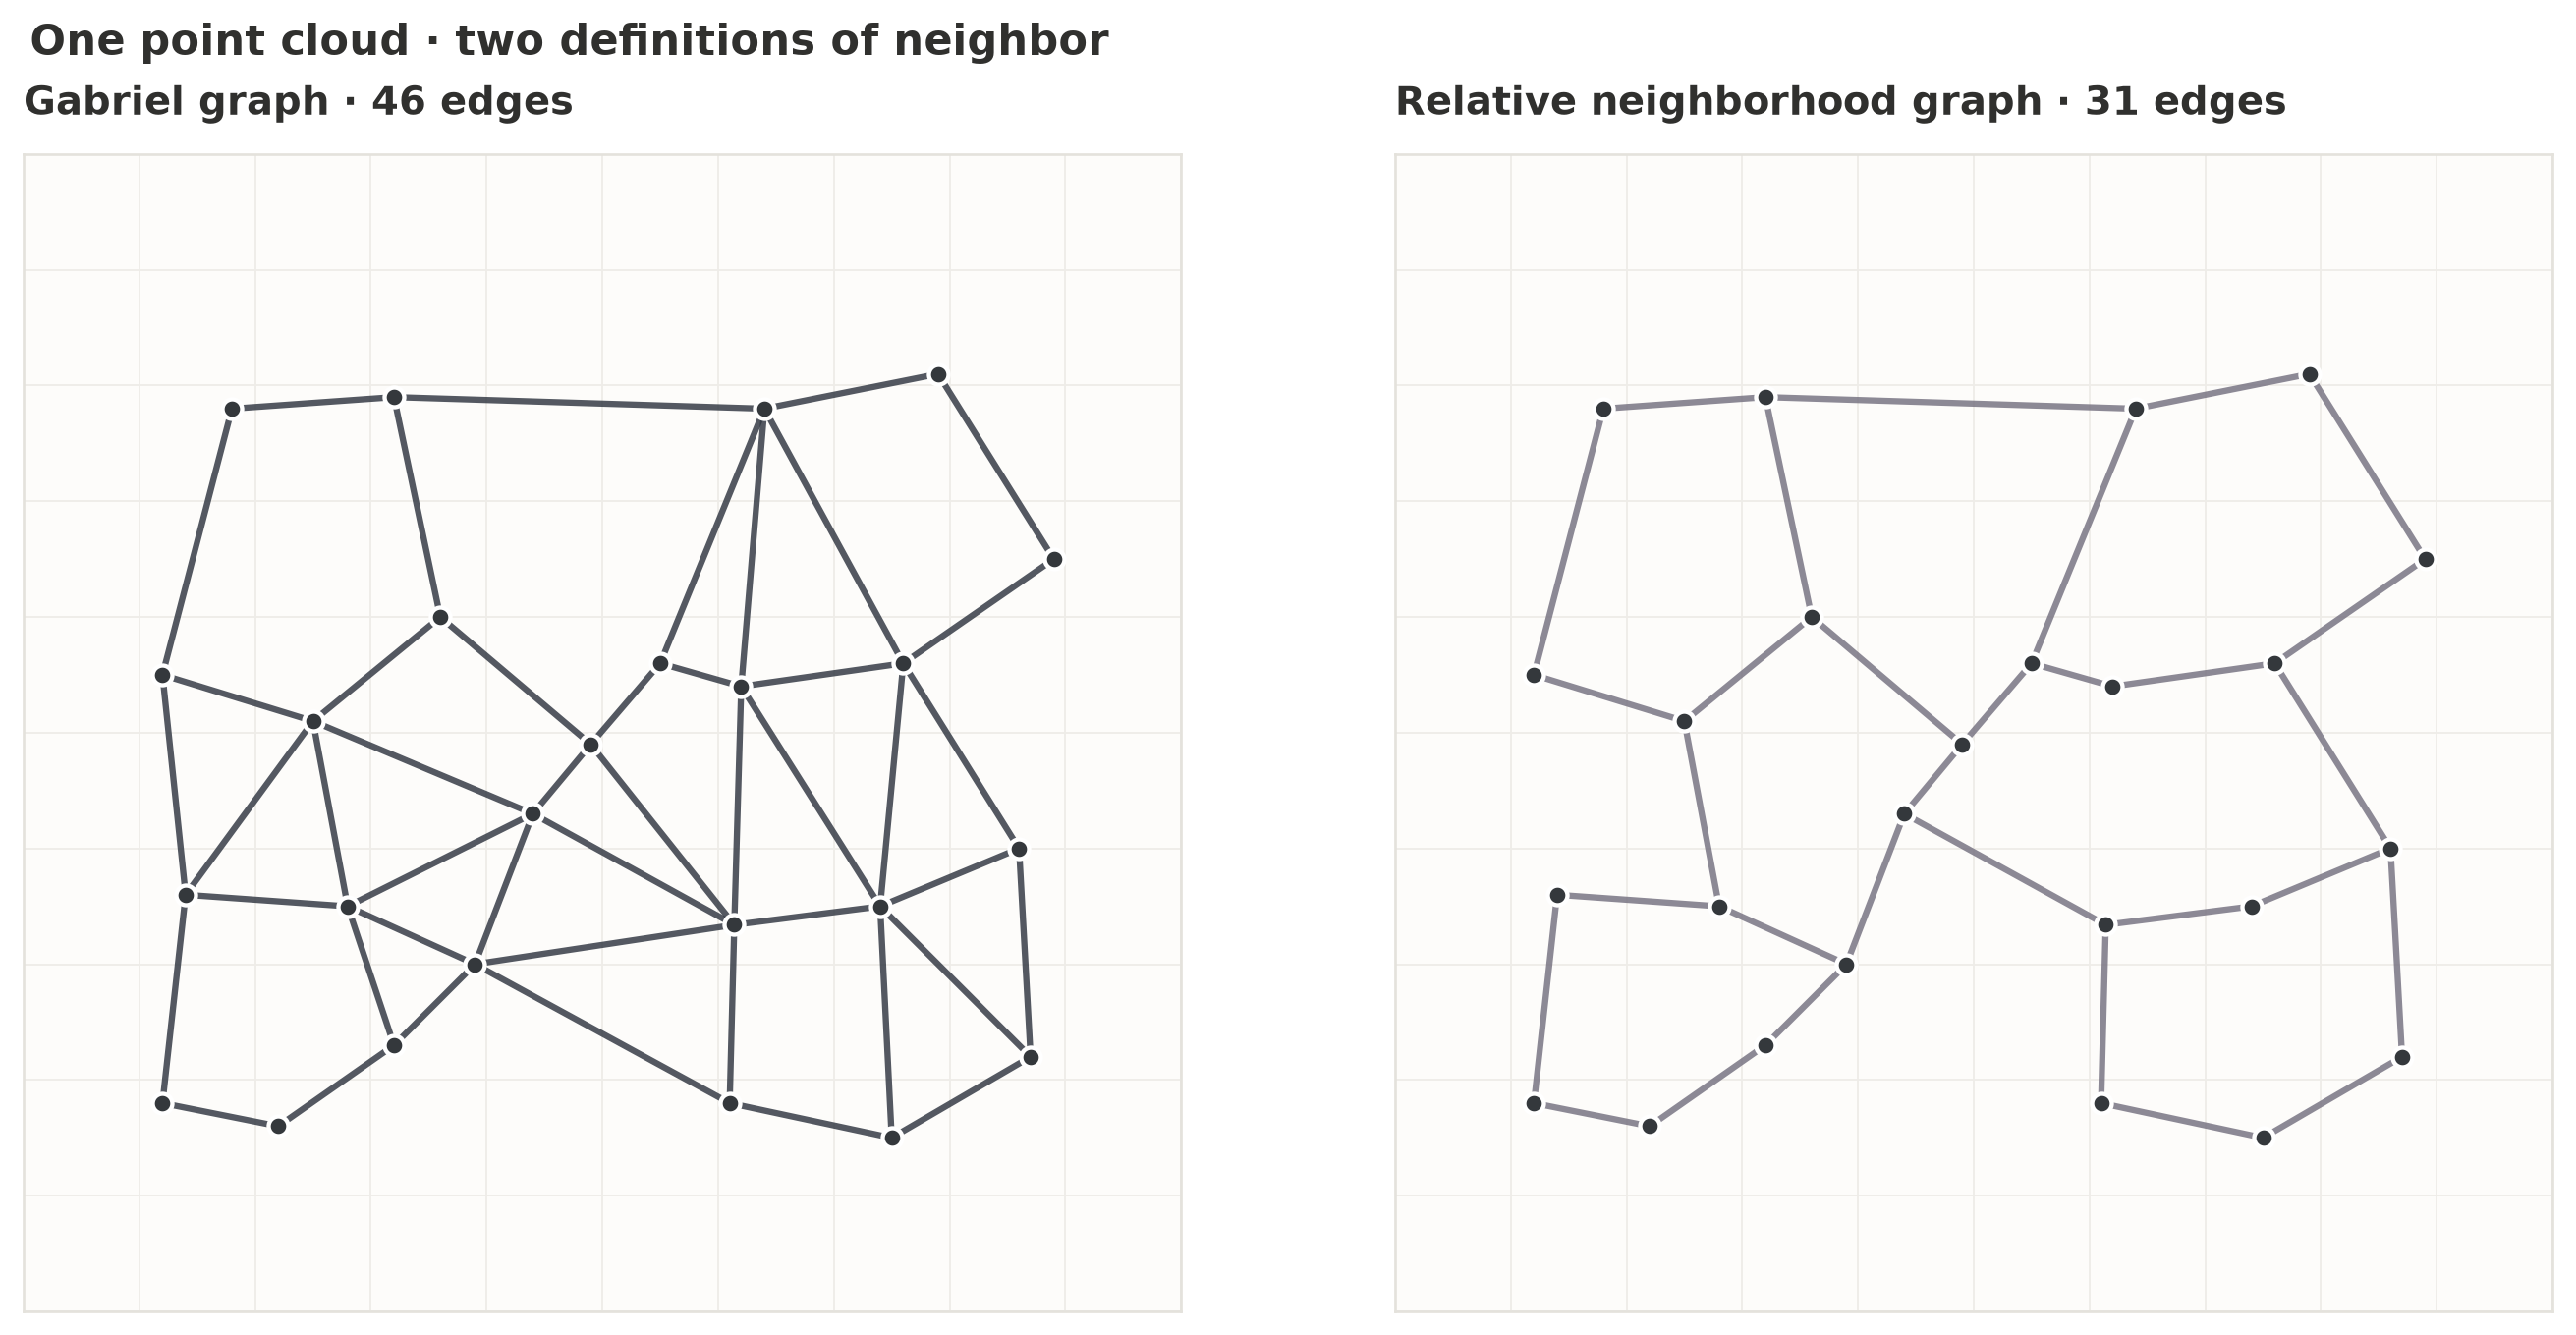 One point cloud · two definitions of neighbor
Gabriel graph · 46 edges
Relative neighborhood graph · 31 edges